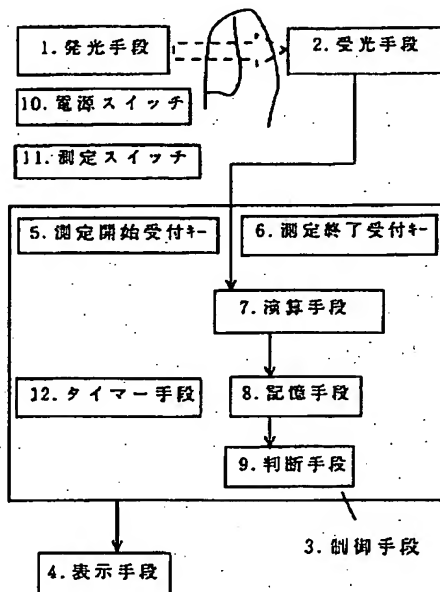 1.発光手段
2.受光手段
10.電源スイッチ
11.測定スイッチ
5.測定開始受付キー
6.測定終了受付キー
7.演算手段
12.タイマー手段
8.記憶手段
9.判断手段
3.制御手段
4.表示手段